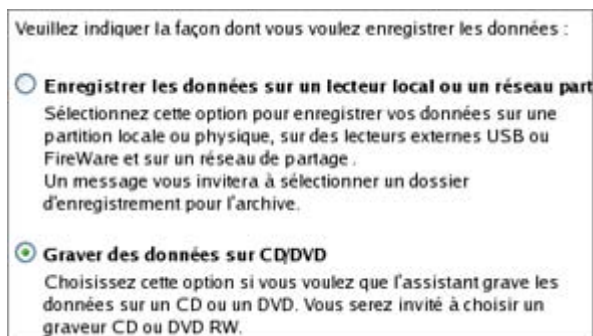 Veuillez indiquer la façon dont vous voulez enregistrer les données :
Enregistrer les données sur un lecteur local ou un réseau part
Sélectionnez cette option pour enregistrer vos données sur une
partition locale ou physique, sur des lecteurs externes USB ou
FireWare et sur un réseau de partage .
Un message vous invitera à sélectionner un dossier
d'enregistrement pour l'archive.
Graver des données sur CD/DVD
Choisissez cette option si vous voulez que l'assistant grave les
données sur un CD ou un DVD. Vous serez invité à choisir un
graveur CD ou DVD RW.